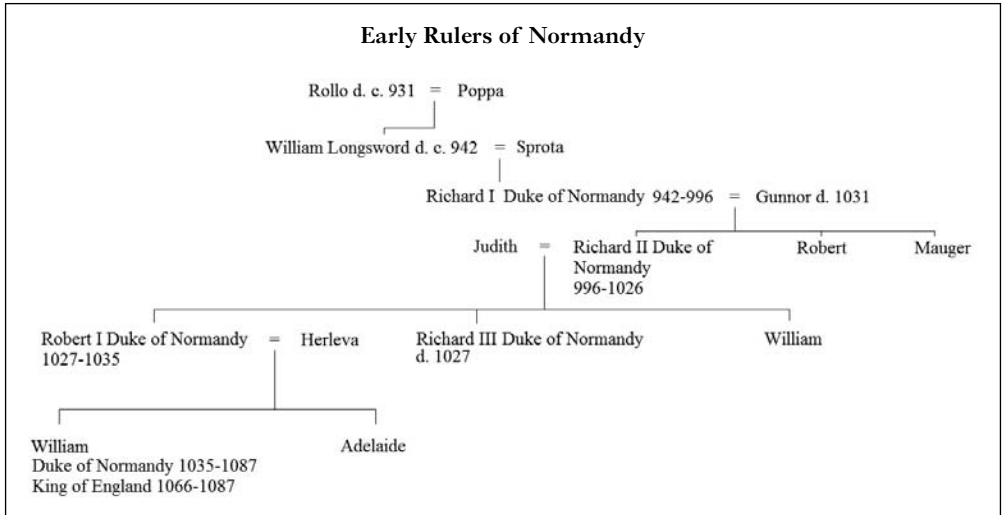 Early Rulers of Normandy
Rollo d. c. 931 = Poppa
William Longsword d. c. 942 = Sprota
Richard I Duke of Normandy 942-996 = Gunnor d. 1031
Judith = Richard II Duke of
Normandy
996-1026
Robert
Mauger
Robert I Duke of Normandy
1027-1035
= Herleva
Richard III Duke of Normandy
d. 1027
William
William
Duke of Normandy 1035-1087
King of England 1066-1087
Adelaide